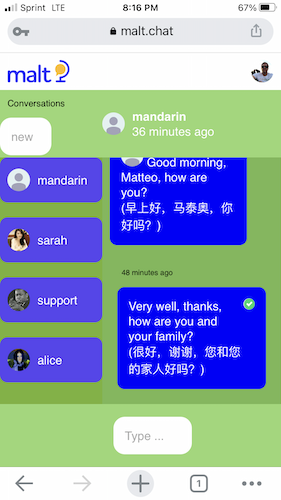 Sprint LTE
8:16 PM
67%
malt.chat
malt
Conversations
new
mandarin
36 minutes ago
mandarin
sarah
support
alice
Good morning,
Matteo, how are
you?
(早上好，马泰奥，你
好吗？)
48 minutes ago
Very well, thanks,
how are you and
your family?
(很好，谢谢，您和您
的家人好吗？)
Type ...
1